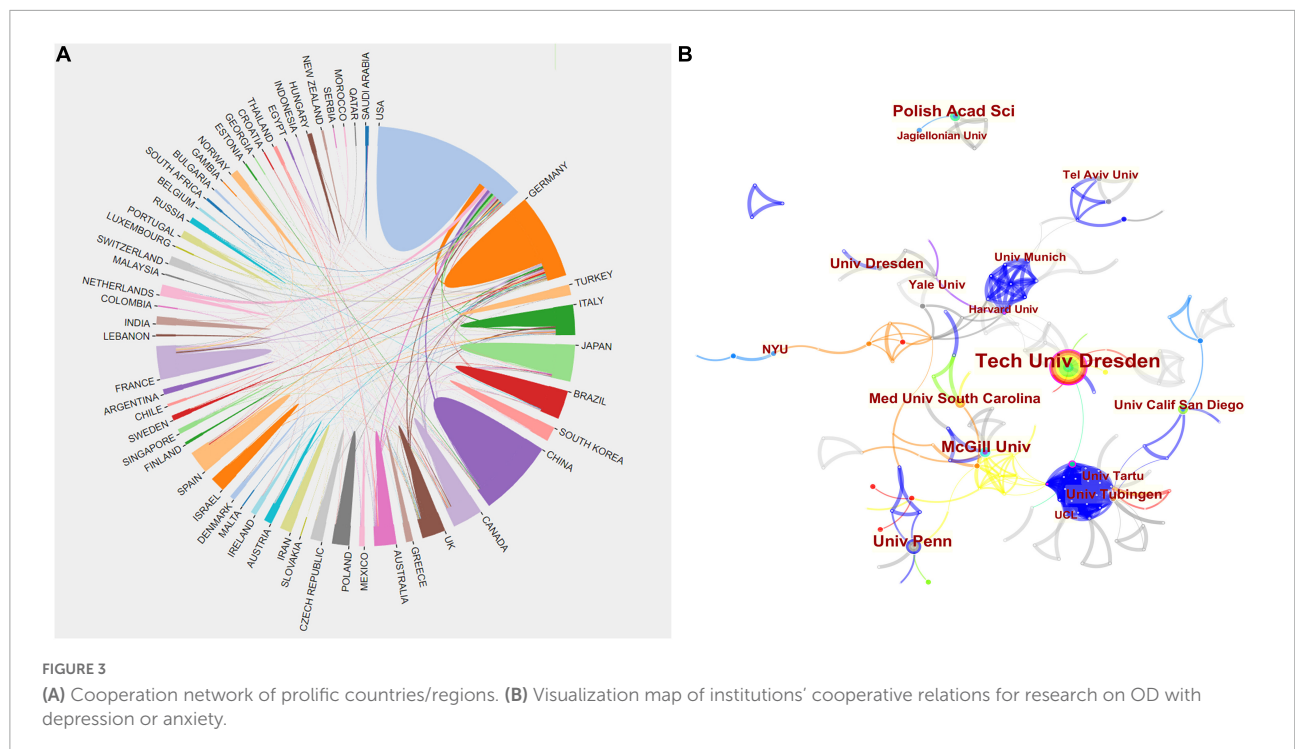 A
USA
GERMANY
TURKEY
ITALY
JAPAN
BRAZIL
SOUTH KOREA
CHINA
CANADA
UK
GREECE
AUSTRALIA
MEXICO
POLAND
CZECH REPUBLIC
SLOVAKIA
IRAN
AUSTRIA
IRELAND
MALTA
DENMARK
ISRAEL
SPAIN
FINLAND
SINGAPORE
SWEDEN
CHILE
ARGENTINA
FRANCE
LEBANON
INDIA
COLOMBIA
NETHERLANDS
MALAYSIA
SWITZERLAND
LUXEMBOURG
PORTUGAL
RUSSIA
BELGIUM
SOUTH AFRICA
BULGARIA
GAMBIA
NORWAY
ESTONIA
GEORGIA
CROATIA
THAILAND
EGYPT
INDONESIA
HUNGARY
NEW ZEALAND
SERBIA
MOROCCO
QATAR
SAUDI ARABIA
B
Polish Acad Sci
Jagiellonian Univ
Tel Aviv Univ
Univ Munich
Univ Dresden
Yale Univ
Harvard Univ
NYU
Tech Univ Dresden
Med Univ South Carolina
Univ Calif San Diego
McGill Univ
Univ Tartu
Univ Tubingen
UCL
Univ Penn
FIGURE 3
(A) Cooperation network of prolific countries/regions. (B) Visualization map of institutions’ cooperative relations for research on OD with
depression or anxiety.